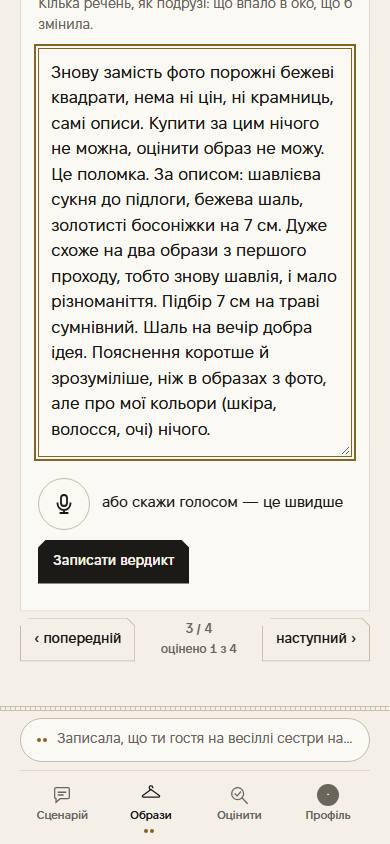 Кілька речень, як подрузі: що впало в око, що б
змінила.
Знову замість фото порожні бежеві
квадрати, нема ні цін, ні крамниць,
самі описи. Купити за цим нічого
не можна, оцінити образ не можу.
Це поломка. За описом: шавлієва
сукня до підлоги, бежева шаль,
золотисті босоніжки на 7 см. Дуже
схоже на два образи з першого
проходу, тобто знову шавлія, і мало
різноманіття. Підбір 7 см на траві
сумнівний. Шаль на вечір добра
ідея. Пояснення коротше й
зрозуміліше, ніж в образах з фото,
але про мої кольори (шкіра,
волосся, очі) нічого.
або скажи голосом — це швидше
Записати вердикт
‹ попередній
3 / 4
оцінено 1 з 4
наступний ›
Записала, що ти гостя на весіллі сестри на...
Сценарій
Образи
Оцінити
Профіль